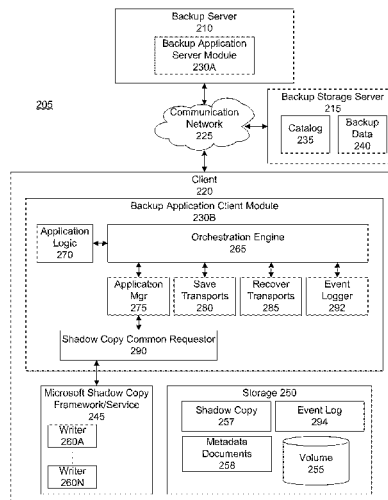 Backup Server
210
Backup Application
Server Module
230A
205
Communication
Network
225
Backup Storage Server
215
Catalog
235
Backup
Data
240
Client
220
Backup Application Client Module
230B
Application
Logic
270
Orchestration Engine
265
Application
Mgr
275
Save
Transports
280
Recover
Transports
285
Event
Logger
292
Shadow Copy Common Requestor
290
Microsoft Shadow Copy
Framework/Service
245
Writer
260A
Writer
260N
Storage 250
Shadow Copy
257
Event Log
294
Metadata
Documents
258
Volume
255